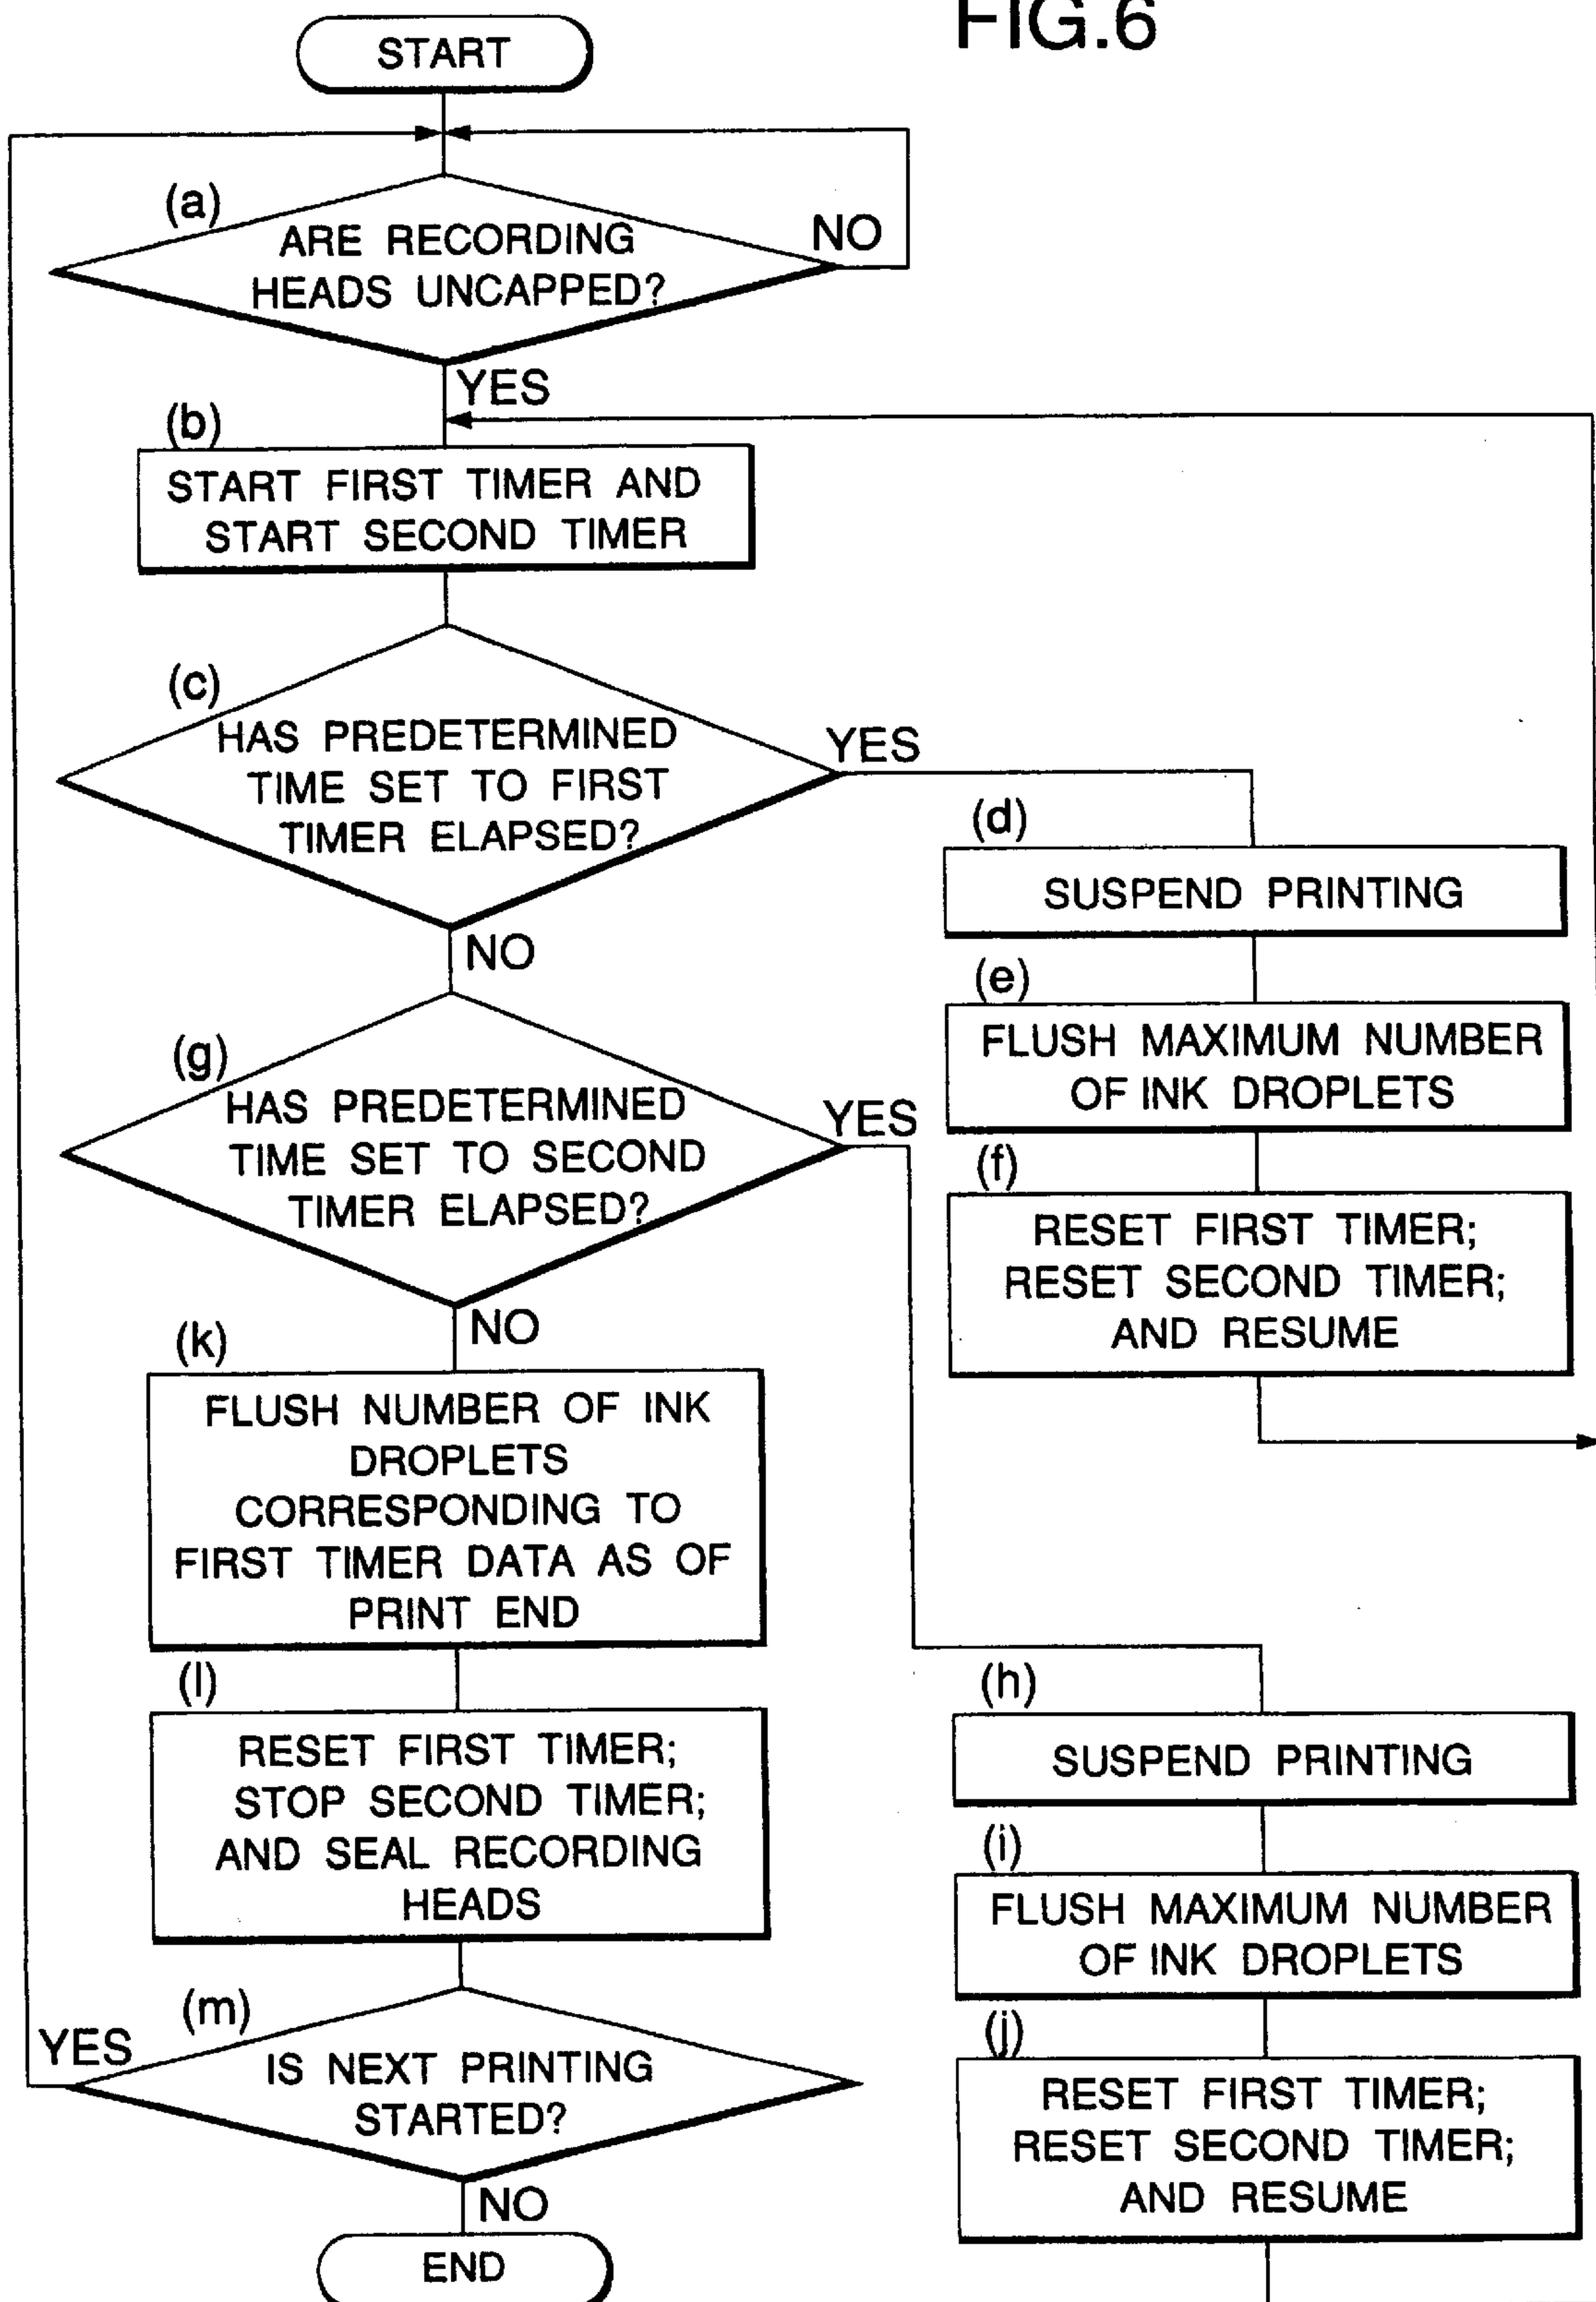 FIG.6
START
(a)
ARE RECORDING
HEADS UNCAPPED?
NO
YES
(b)
START FIRST TIMER AND
START SECOND TIMER
(c)
HAS PREDETERMINED
TIME SET TO FIRST
TIMER ELAPSED?
YES
NO
(d)
SUSPEND PRINTING
(e)
FLUSH MAXIMUM NUMBER
OF INK DROPLETS
(f)
RESET FIRST TIMER;
RESET SECOND TIMER;
AND RESUME
(g)
HAS PREDETERMINED
TIME SET TO SECOND
TIMER ELAPSED?
YES
NO
(k)
FLUSH NUMBER OF INK
DROPLETS
CORRESPONDING TO
FIRST TIMER DATA AS OF
PRINT END
(l)
RESET FIRST TIMER;
STOP SECOND TIMER;
AND SEAL RECORDING
HEADS
(h)
SUSPEND PRINTING
(i)
FLUSH MAXIMUM NUMBER
OF INK DROPLETS
(j)
RESET FIRST TIMER;
RESET SECOND TIMER;
AND RESUME
(m)
YES
IS NEXT PRINTING
STARTED?
NO
END